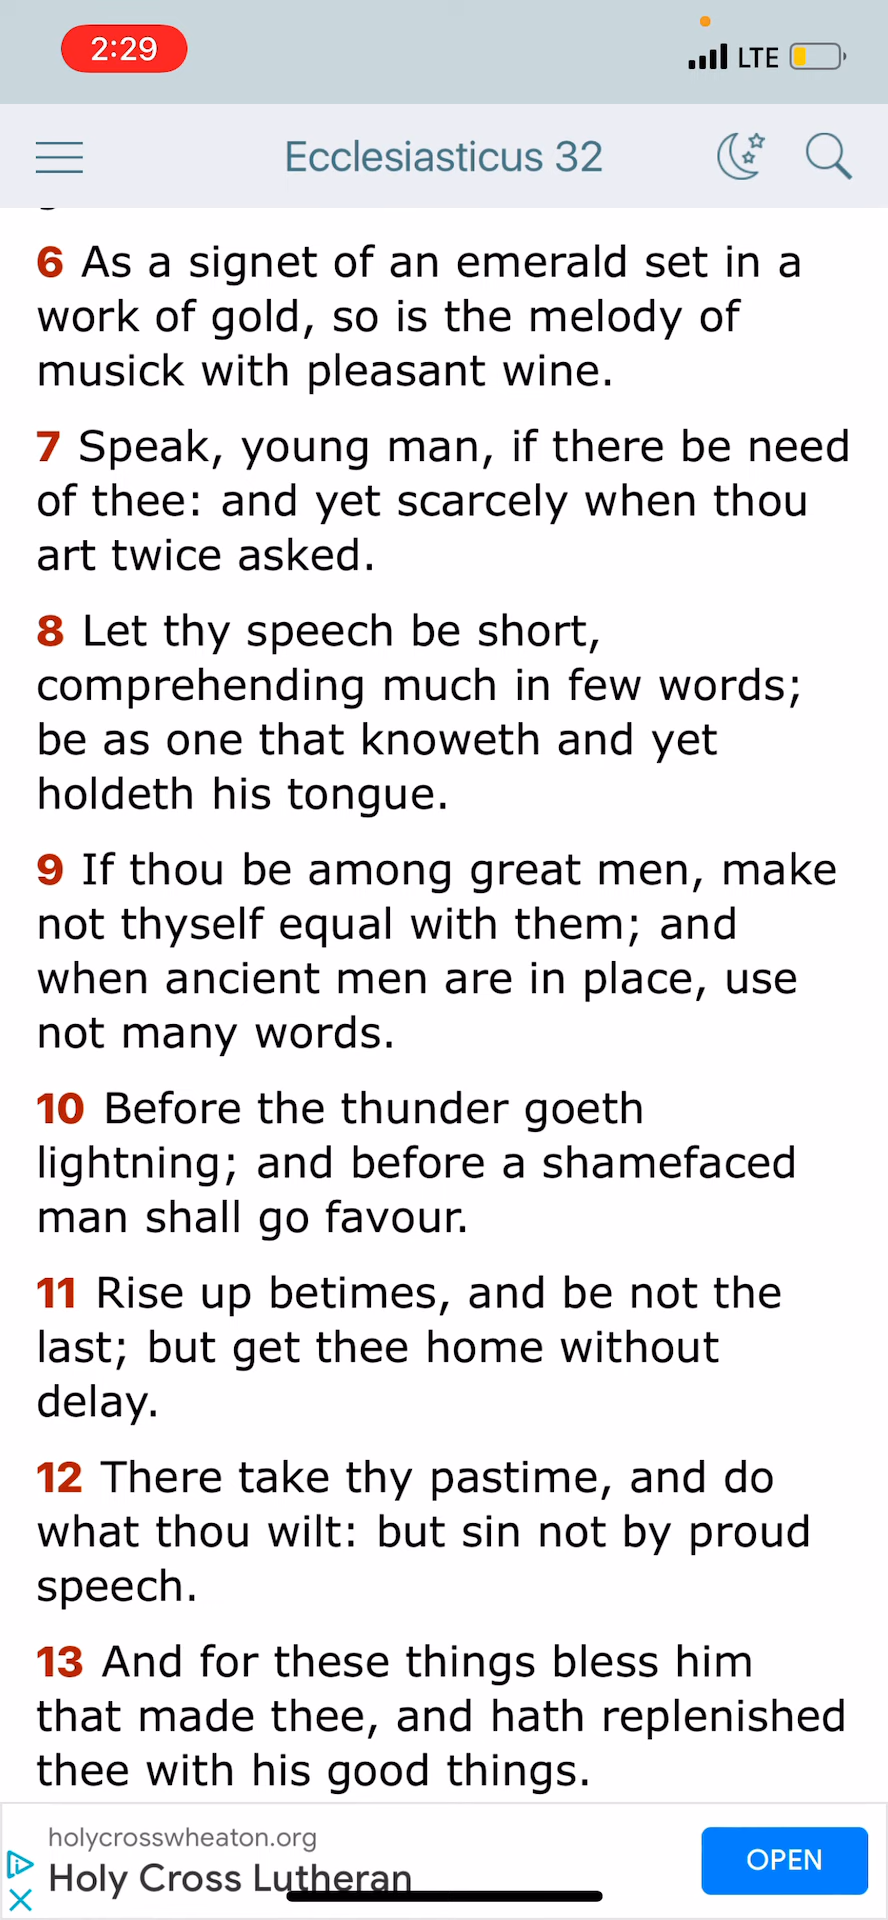 2:29
LTE
Ecclesiasticus 32
6 As a signet of an emerald set in a
work of gold, so is the melody of
musick with pleasant wine.
7 Speak, young man, if there be need
of thee: and yet scarcely when thou
art twice asked.
8 Let thy speech be short,
comprehending much in few words;
be as one that knoweth and yet
holdeth his tongue.
9 If thou be among great men, make
not thyself equal with them; and
when ancient men are in place, use
not many words.
10 Before the thunder goeth
lightning; and before a shamefaced
man shall go favour.
11 Rise up betimes, and be not the
last; but get thee home without
delay.
12 There take thy pastime, and do
what thou wilt: but sin not by proud
speech.
13 And for these things bless him
that made thee, and hath replenished
thee with his good things.
holycrosswheaton.org
Holy Cross Lutheran
OPEN